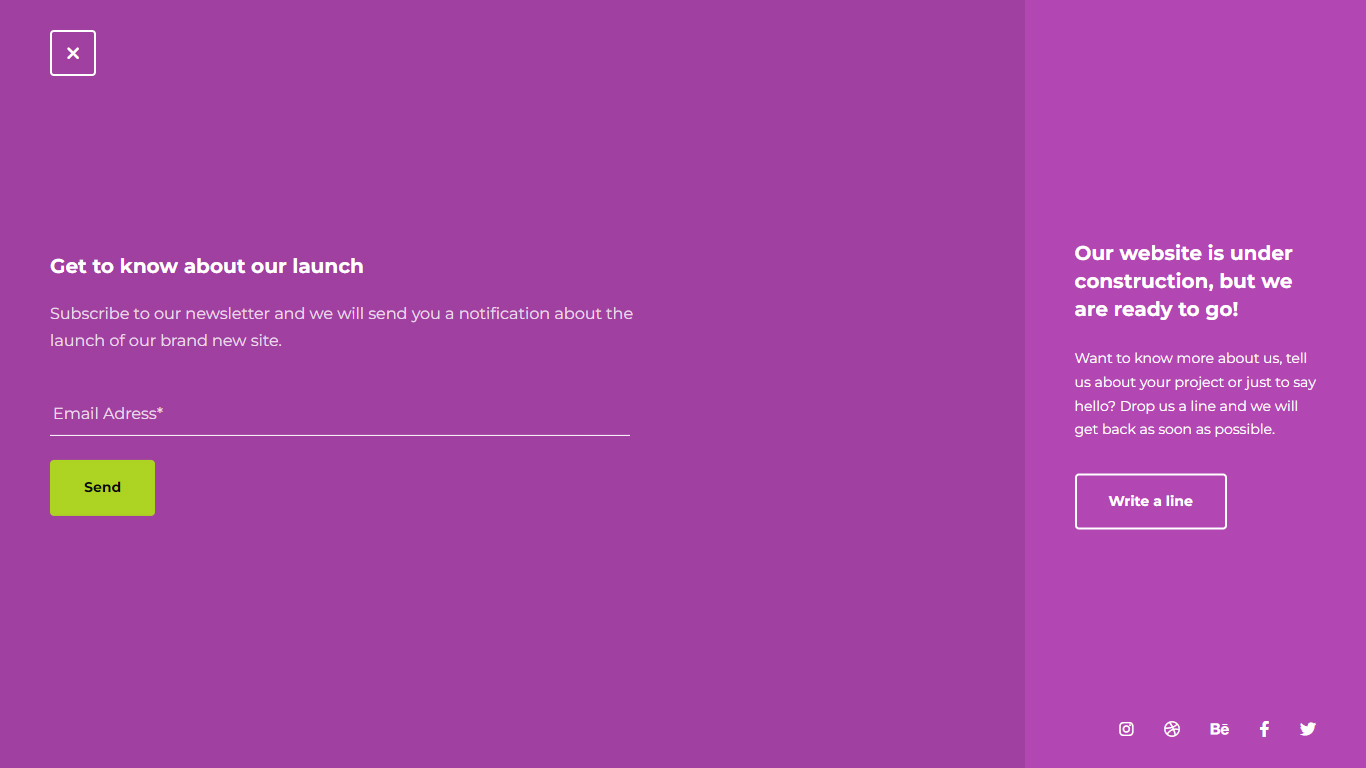 Get to know about our launch
Subscribe to our newsletter and we will send you a notification about the
launch of our brand new site.
Email Adress*
Send
Our website is under
construction, but we
are ready to go!
Want to know more about us, tell
us about your project or just to say
hello? Drop us a line and we will
get back as soon as possible.
Write a line
Bē